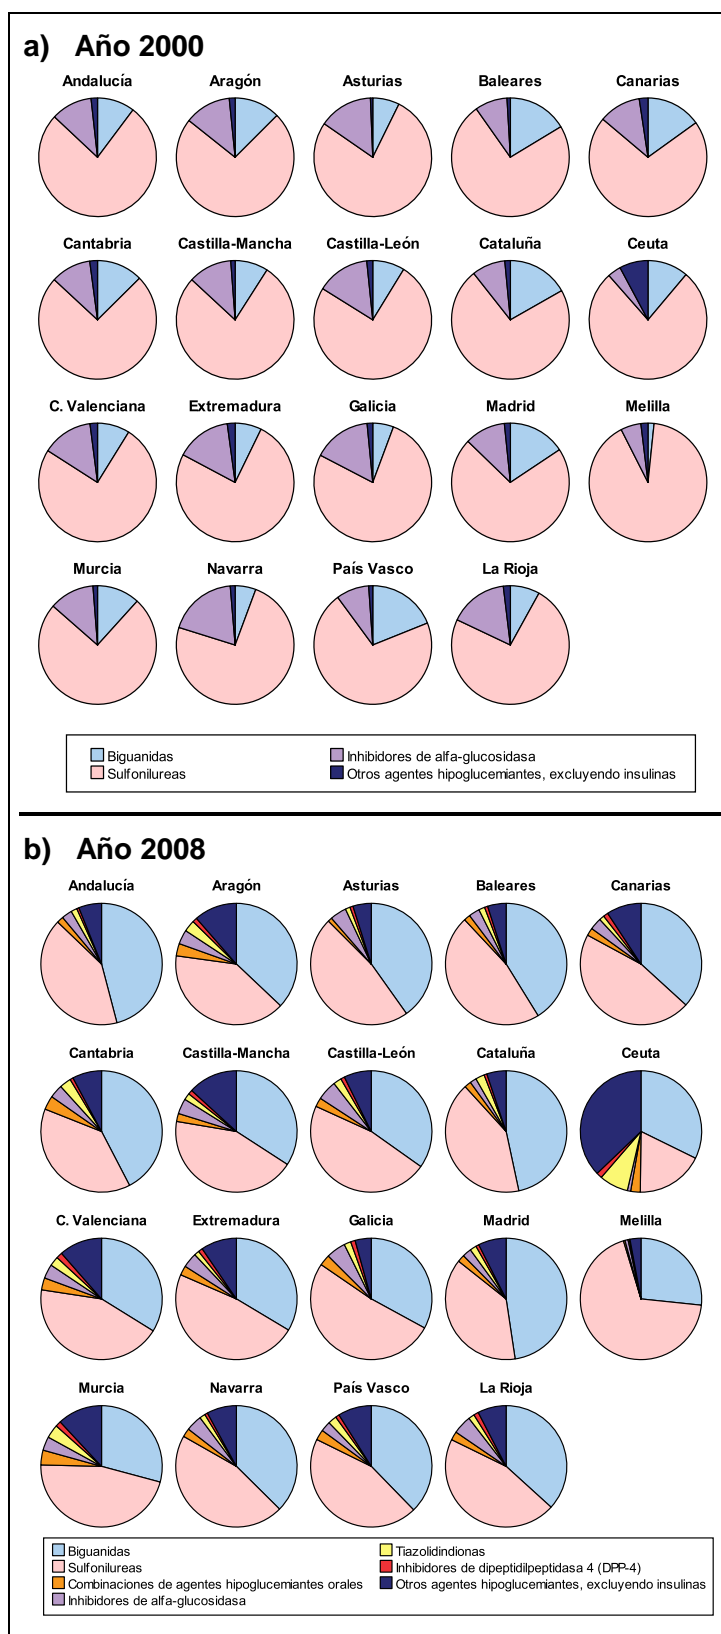 a) Año 2000
Andalucía Aragón Asturias Baleares Canarias
Cantabria Castilla-Mancha Castilla-León Cataluña Ceuta
C. Valenciana Extremadura Galicia Madrid Melilla
Murcia Navarra País Vasco La Rioja
Biguanidas Inhibidores de alfa-glucosidasa
Sulfonilureas Otros agentes hipoglucemiantes, excluyendo insulinas
b) Año 2008
Andalucía Aragón Asturias Baleares Canarias
Cantabria Castilla-Mancha Castilla-León Cataluña Ceuta
C. Valenciana Extremadura Galicia Madrid Melilla
Murcia Navarra País Vasco La Rioja
Biguanidas Tiazolidindionas
Sulfonilureas Inhibidores de dipeptidilpeptidasa 4 (DPP-4)
Combinaciones de agentes hipoglucemiantes orales Otros agentes hipoglucemiantes, excluyendo insulinas
Inhibidores de alfa-glucosidasa